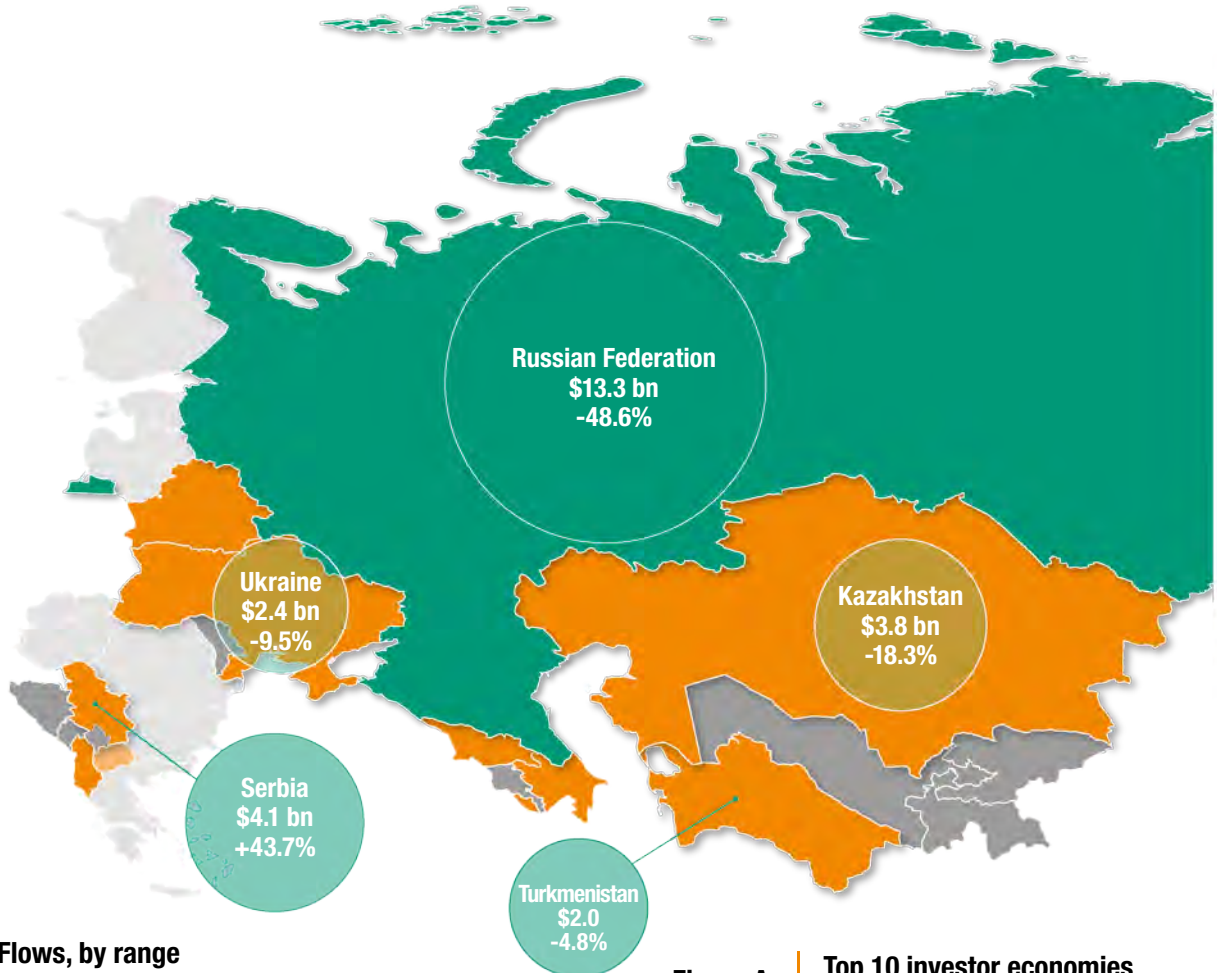 Russian Federation
$13.3 bn
-48.6%
Ukraine
$2.4 bn
-9.5%
Kazakhstan
$3.8 bn
-18.3%
Serbia
$4.1 bn
+43.7%
Turkmenistan
$2.0
-4.8%
Flows, by range
Top 10 investor economies